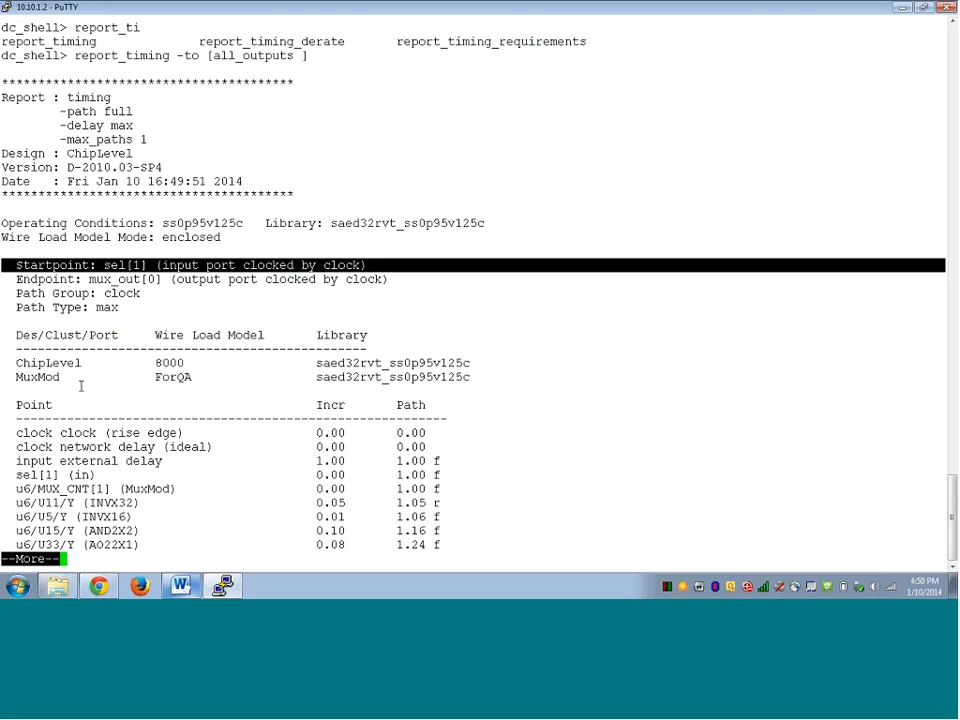 10.10.1.2 - PuTTY
dc_shell> report_ti
report_timing report_timing_derate report_timing_requirements
dc_shell> report_timing -to [all_outputs ]
****************************************
Report : timing
-path full
-delay max
-max_paths 1
Design : ChipLevel
Version: D-2010.03-SP4
Date : Fri Jan 10 16:49:51 2014
****************************************
Operating Conditions: ss0p95v125c Library: saed32rvt_ss0p95v125c
Wire Load Model Mode: enclosed
Startpoint: sel[1] (input port clocked by clock)
Endpoint: mux_out[0] (output port clocked by clock)
Path Group: clock
Path Type: max
Des/Clust/Port Wire Load Model Library
------------------------------------------------
ChipLevel 8000 saed32rvt_ss0p95v125c
MuxMod ForQA saed32rvt_ss0p95v125c
Point Incr Path
-----------------------------------------------------------
clock clock (rise edge) 0.00 0.00
clock network delay (ideal) 0.00 0.00
input external delay 1.00 1.00 f
sel[1] (in) 0.00 1.00 f
u6/MUX_CNT[1] (MuxMod) 0.00 1.00 f
u6/U11/Y (INVX32) 0.05 1.05 r
u6/U5/Y (INVX16) 0.01 1.06 f
u6/U15/Y (AND2X2) 0.10 1.16 f
u6/U33/Y (AO22X1) 0.08 1.24 f
--More--
4:50 PM
1/10/2014